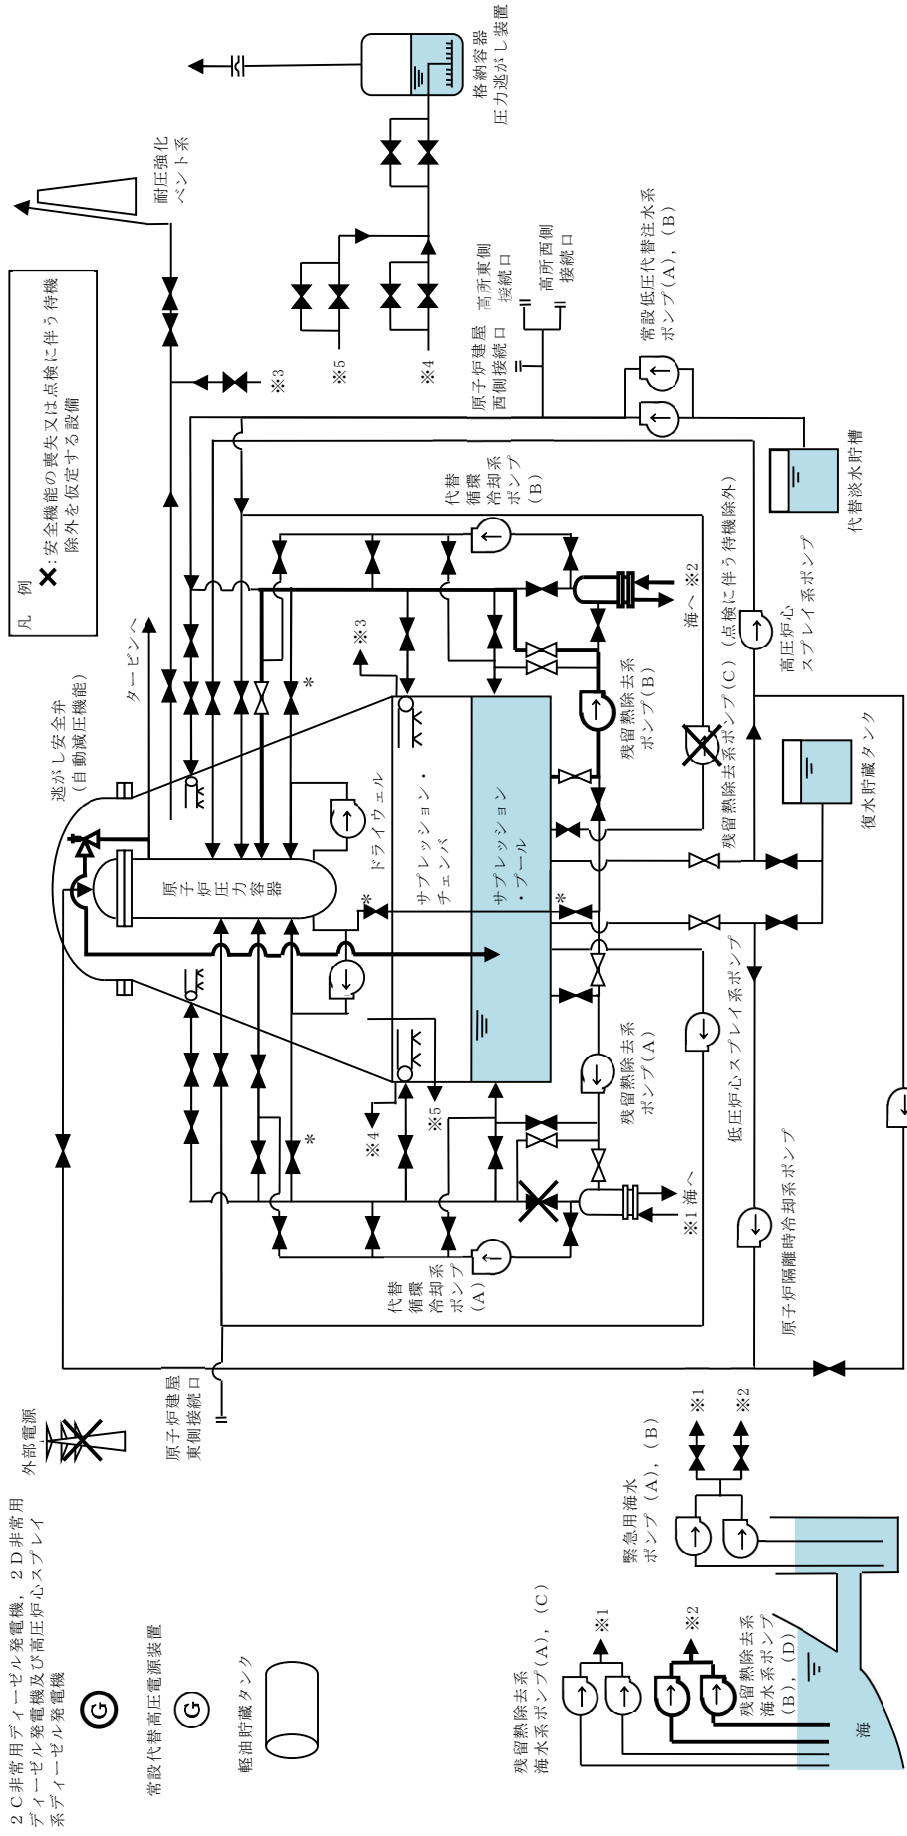 2C非常用ディーゼル発電機，2D非常用
ディーゼル発電機及び高圧炉心スプレイ
系ディーゼル発電機
G
常設代替高圧電源装置
G
軽油貯蔵タンク
外部電源
原子炉建屋
東側接続口
逃がし安全弁
(自動減圧機能)
タービンへ
凡　例
✕:安全機能の喪失又は点検に伴う待機
除外を仮定する設備
耐圧強化
ベント系
格納容器
圧力逃がし装置
※3
※5
※4
原子炉建屋
西側接続口
高所東側
接続口
高所西側
接続口
常設低圧代替注水系
ポンプ(A)，(B)
代替淡水貯槽
原子炉
圧力容器
ドライウェル
サプレッション・
チェンバ
サプレッション
・プール
*
*
*
*
※3
※4
※5
代替
循環
冷却系
ポンプ
(B)
代替
循環
冷却系
ポンプ
(A)
海へ ※2
※1 海へ
残留熱除去系
ポンプ(B)
残留熱除去系
ポンプ(A)
残留熱除去系ポンプ(C) (点検に伴う待機除外)
高圧炉心
スプレイ系ポンプ
復水貯蔵タンク
低圧炉心スプレイ系ポンプ
原子炉隔離時冷却系ポンプ
緊急用海水
ポンプ (A)，(B)
※1
※2
残留熱除去系
海水系ポンプ(A)，(C)
※1
※2
残留熱除去系
海水系ポンプ
(B)，(D)
海